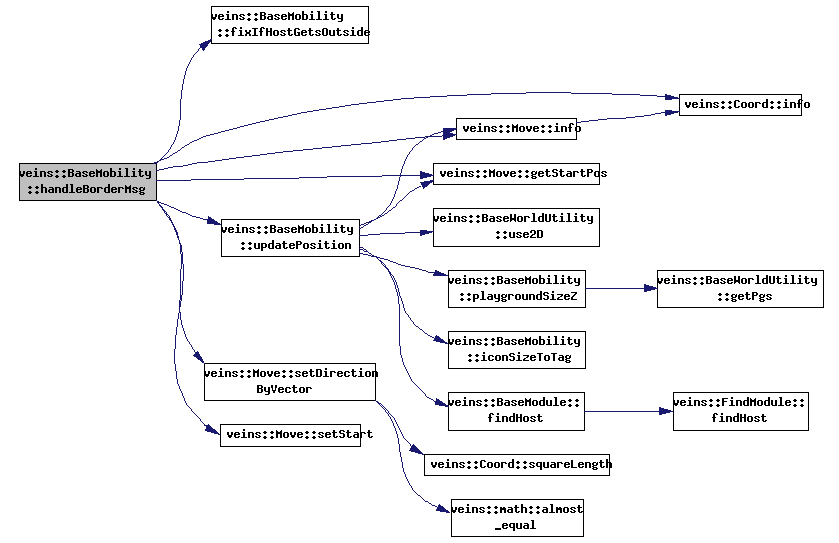 veins::BaseMobility
::fixIfHostGetsOutside
veins::Coord::info
veins::Move::info
veins::BaseMobility
::handleBorderMsg
veins::Move::getStartPos
veins::BaseMobility
::updatePosition
veins::BaseWorldUtility
::use2D
veins::BaseMobility
::playgroundSizeZ
veins::BaseWorldUtility
::getPgs
veins::BaseMobility
::iconSizeToTag
veins::Move::setDirection
ByVector
veins::BaseModule::
findHost
veins::FindModule::
findHost
veins::Move::setStart
veins::Coord::squareLength
veins::math::almost
_equal